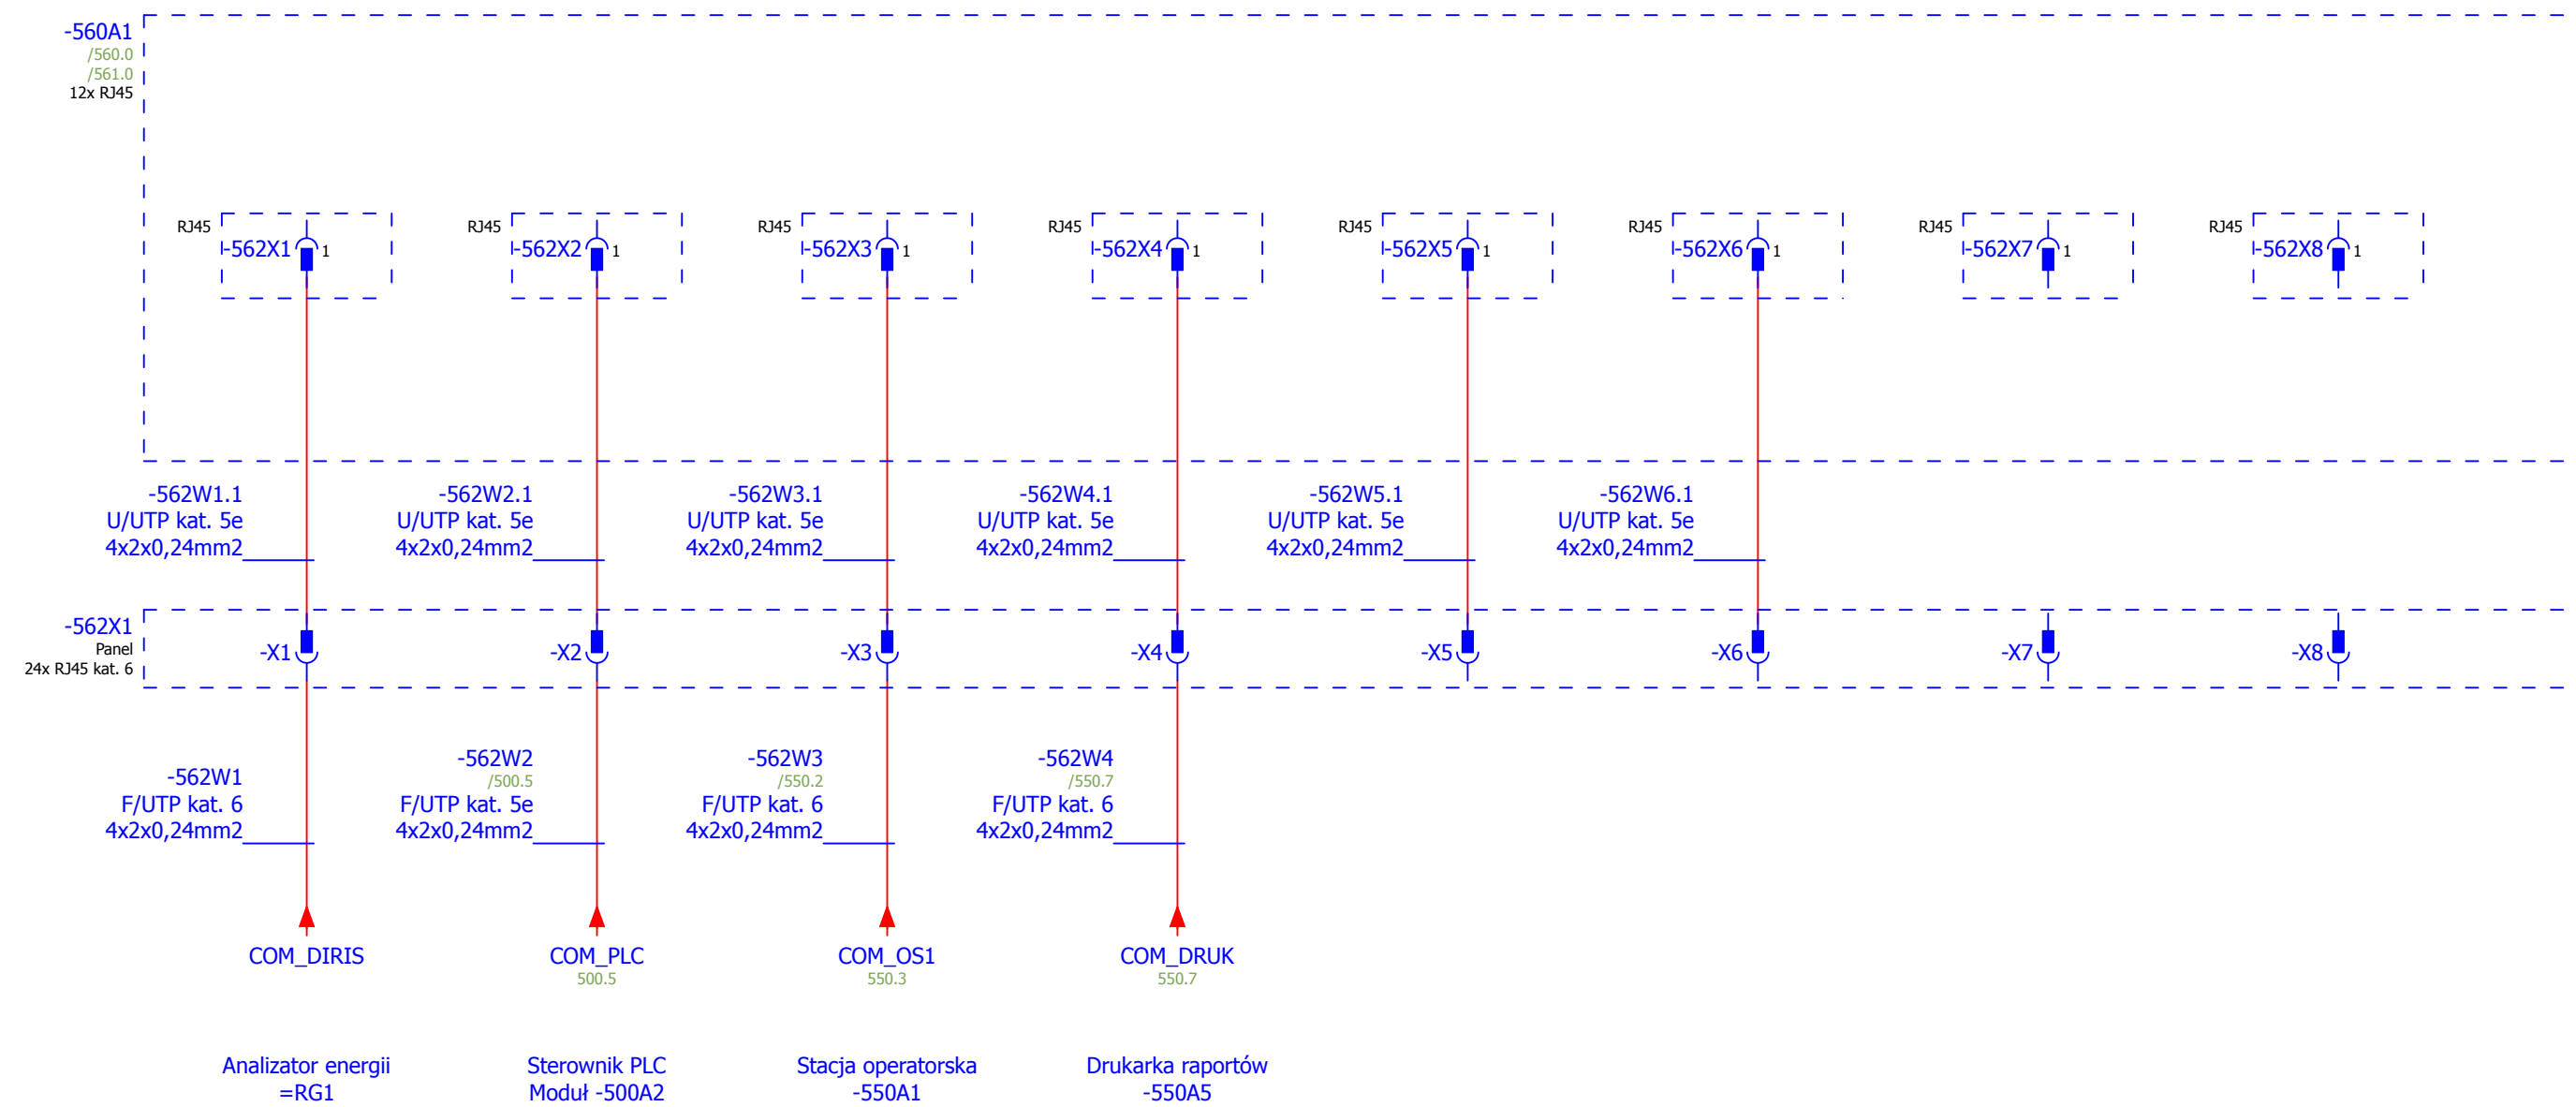 -560A1
/560.0
/561.0
12x RJ45
RJ45
-562X1
1
RJ45
-562X2
1
RJ45
-562X3
1
RJ45
-562X4
1
RJ45
-562X5
1
RJ45
-562X6
1
RJ45
-562X7
1
RJ45
-562X8
1
-562W1.1
U/UTP kat. 5e
4x2x0,24mm2
-562W2.1
U/UTP kat. 5e
4x2x0,24mm2
-562W3.1
U/UTP kat. 5e
4x2x0,24mm2
-562W4.1
U/UTP kat. 5e
4x2x0,24mm2
-562W5.1
U/UTP kat. 5e
4x2x0,24mm2
-562W6.1
U/UTP kat. 5e
4x2x0,24mm2
-562X1
Panel
24x RJ45 kat. 6
-X1
-X2
-X3
-X4
-X5
-X6
-X7
-X8
-562W1
F/UTP kat. 6
4x2x0,24mm2
-562W2
/500.5
F/UTP kat. 5e
4x2x0,24mm2
-562W3
/550.2
F/UTP kat. 6
4x2x0,24mm2
-562W4
/550.7
F/UTP kat. 6
4x2x0,24mm2
COM_DIRIS
COM_PLC
500.5
COM_OS1
550.3
COM_DRUK
550.7
Analizator energii
=RG1
Sterownik PLC
Moduł -500A2
Stacja operatorska
-550A1
Drukarka raportów
-550A5